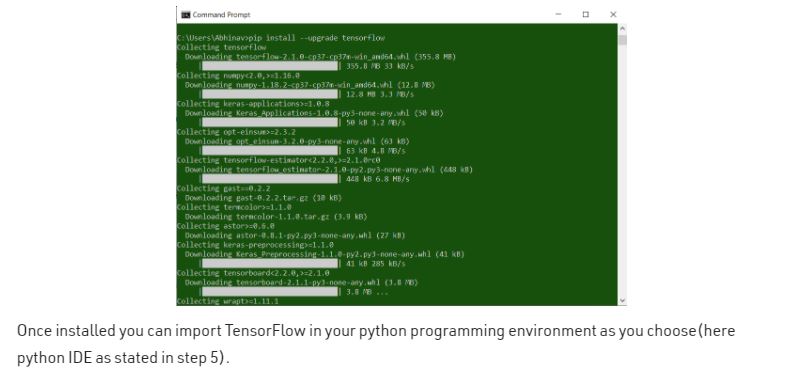 Command Prompt
C:\Users\Abhinav>pip install --upgrade tensorflow
Collecting tensorflow
Downloading tensorflow-2.1.0-cp37-cp37m-win_amd64.whl (355.8 MB)
| | 355.8 MB 33 kB/s
Collecting numpy<2.0,>=1.16.0
Downloading numpy-1.18.2-cp37-cp37m-win_amd64.whl (12.8 MB)
| | 12.8 MB 3.3 MB/s
Collecting keras-applications>=1.0.8
Downloading Keras_Applications-1.0.8-py3-none-any.whl (50 kB)
| | 50 kB 3.2 MB/s
Collecting opt-einsum>=2.3.2
Downloading opt_einsum-3.2.0-py3-none-any.whl (63 kB)
| | 63 kB 4.8 MB/s
Collecting tensorflow-estimator<2.2.0,>=2.1.0rc0
Downloading tensorflow_estimator-2.1.0-py2.py3-none-any.whl (448 kB)
| | 448 kB 6.8 MB/s
Collecting gast==0.2.2
Downloading gast-0.2.2.tar.gz (10 kB)
Collecting termcolor>=1.1.0
Downloading termcolor-1.1.0.tar.gz (3.9 kB)
Collecting astor>=0.6.0
Downloading astor-0.8.1-py2.py3-none-any.whl (27 kB)
Collecting keras-preprocessing>=1.1.0
Downloading Keras_Preprocessing-1.1.0-py2.py3-none-any.whl (41 kB)
| | 41 kB 285 kB/s
Collecting tensorboard<2.2.0,>=2.1.0
Downloading tensorboard-2.1.1-py3-none-any.whl (3.8 MB)
| | 3.8 MB ...
Collecting wrapt>=1.11.1
Once installed you can import TensorFlow in your python programming environment as you choose(here
python IDE as stated in step 5).